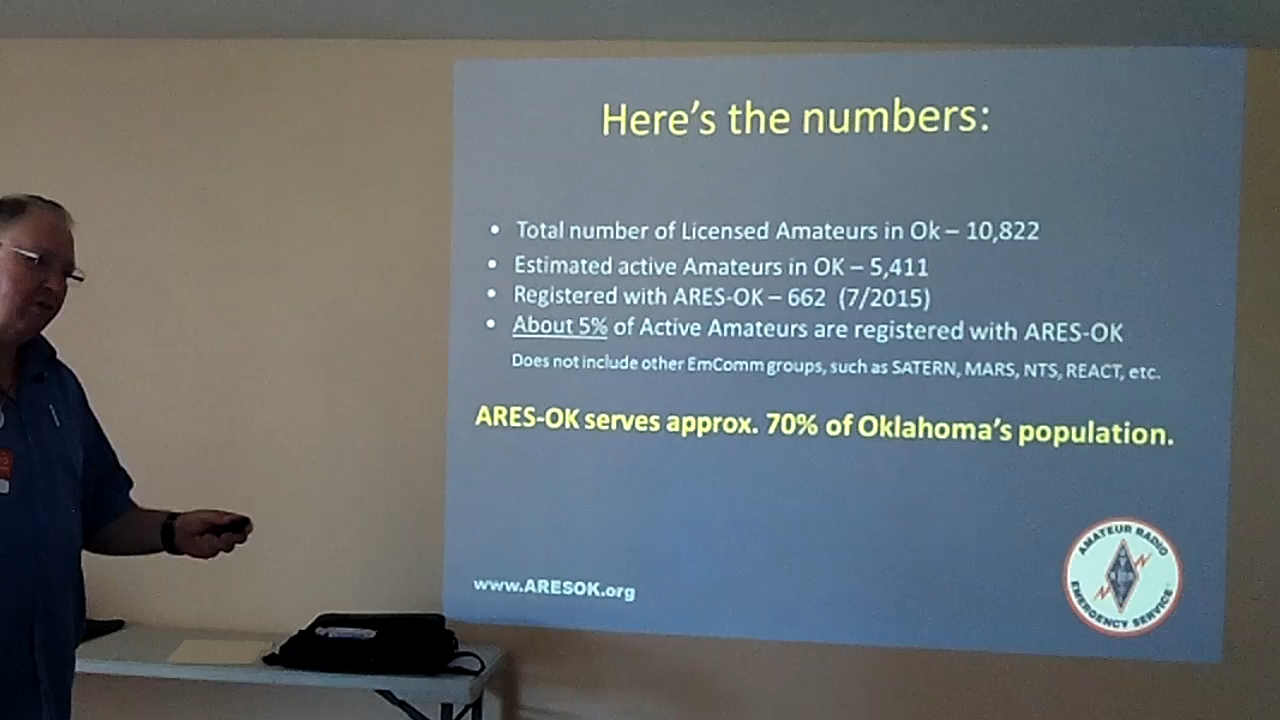 Here's the numbers:
• Total number of Licensed Amateurs in Ok – 10,822
• Estimated active Amateurs in OK – 5,411
• Registered with ARES-OK – 662 (7/2015)
• About 5% of Active Amateurs are registered with ARES-OK
Does not include other EmComm groups, such as SATERN, MARS, NTS, REACT, etc.
ARES-OK serves approx. 70% of Oklahoma's population.
www.ARESOK.org
AMATEUR RADIO
EMERGENCY SERVICE